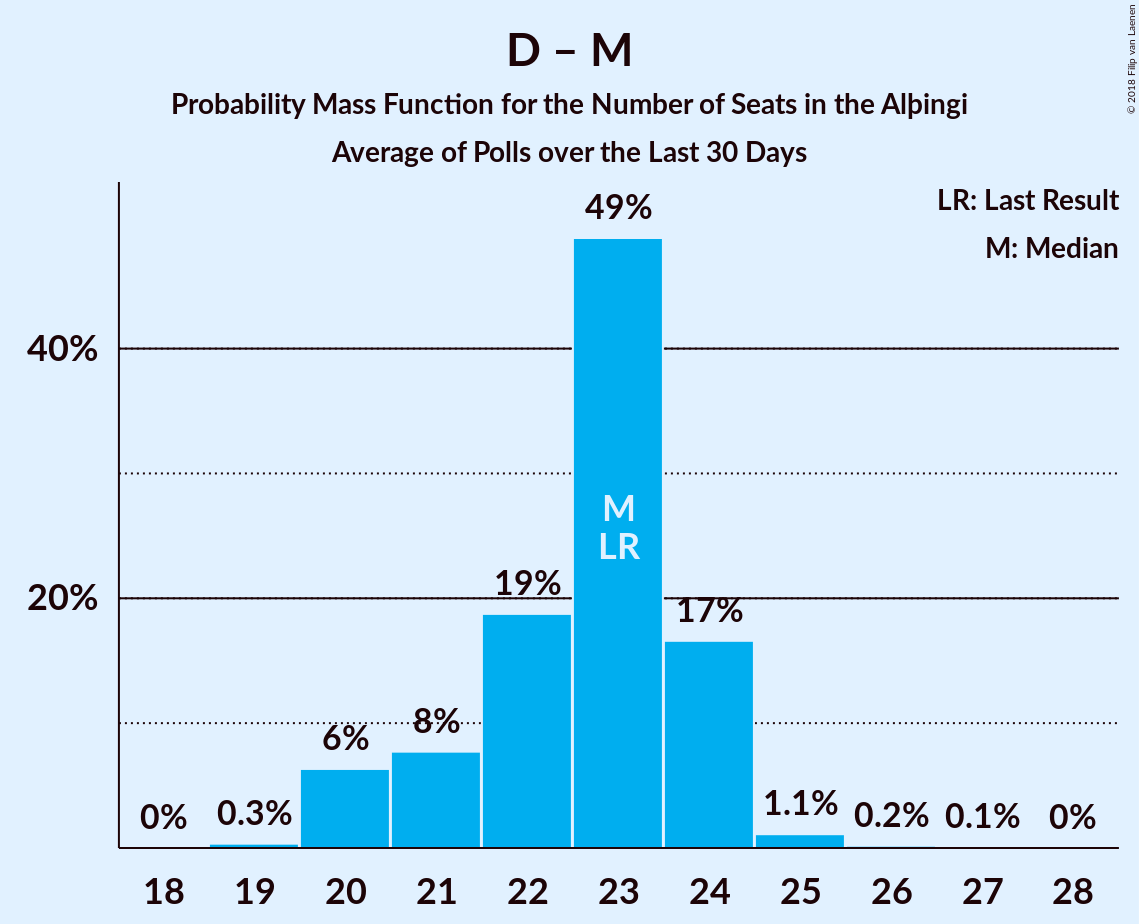 D – M
Probability Mass Function for the Number of Seats in the Alþingi
Average of Polls over the Last 30 Days
© 2018 Filip van Laenen
LR: Last Result
M: Median
40%
20%
0%
0.3%
6%
8%
19%
49%
17%
1.1%
0.2%
0.1%
0%
M
LR
18 19 20 21 22 23 24 25 26 27 28